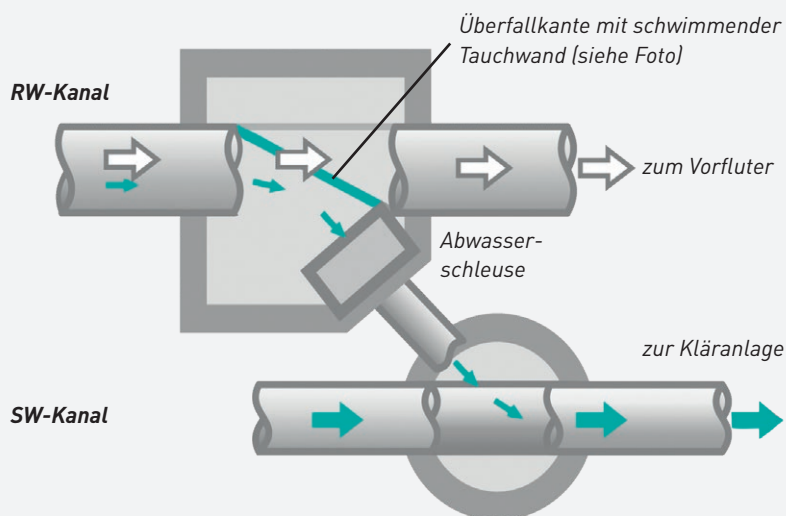 Überfallkante mit schwimmender
Tauchwand (siehe Foto)
RW-Kanal
zum Vorfluter
Abwasser-
schleuse
zur Kläranlage
SW-Kanal